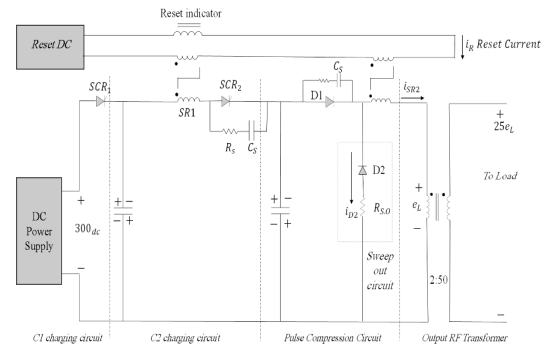 Reset indicator
Reset DC
i_R Reset Current
SCR_1
SCR_2
SR1
R_s
C_S
D1
C_S
i_SR2
DC
Power
Supply
+
300_dc
−
+ −
− +
+ −
− +
D2
i_D2
R_S.O
Sweep
out
circuit
+
e_L
−
2:50
+
25e_L
To Load
−
C1 charging circuit
C2 charging circuit
Pulse Compression Circuit
Output RF Transformer